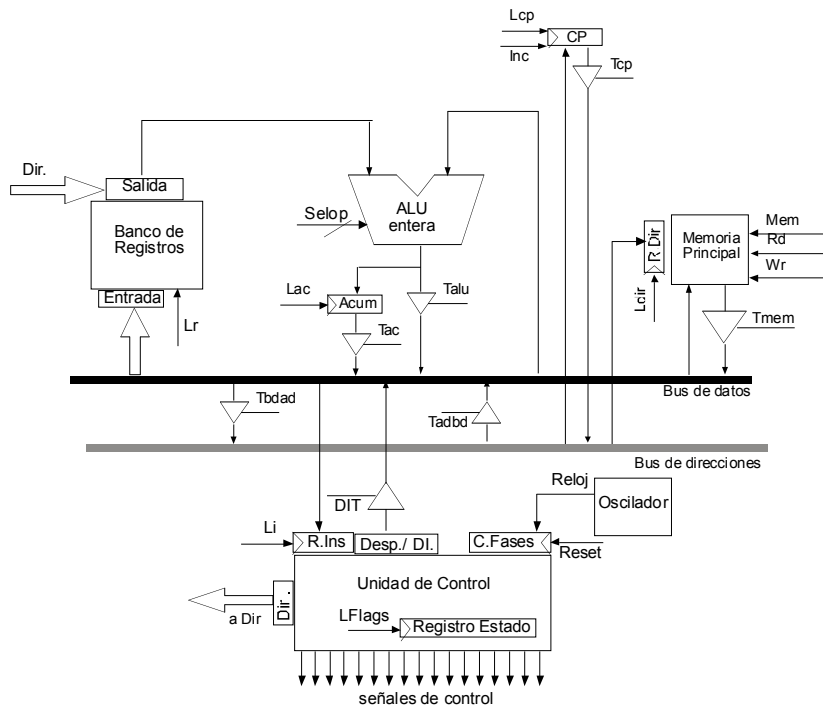 Lcp
CP
Inc
Tcp
Dir.
Salida
Banco de
Registros
Entrada
Lr
Selop
ALU
entera
Lac
Acum
Talu
Tac
R Dir
Lcir
Memoria
Principal
Mem
Rd
Wr
Tmem
Bus de datos
Tbdad
Tadbd
Bus de direcciones
DIT
Reloj
Oscilador
Li
R.Ins
Desp./ DI.
C.Fases
Reset
Unidad de Control
Dir .
a Dir
LFlags
Registro Estado
señales de control